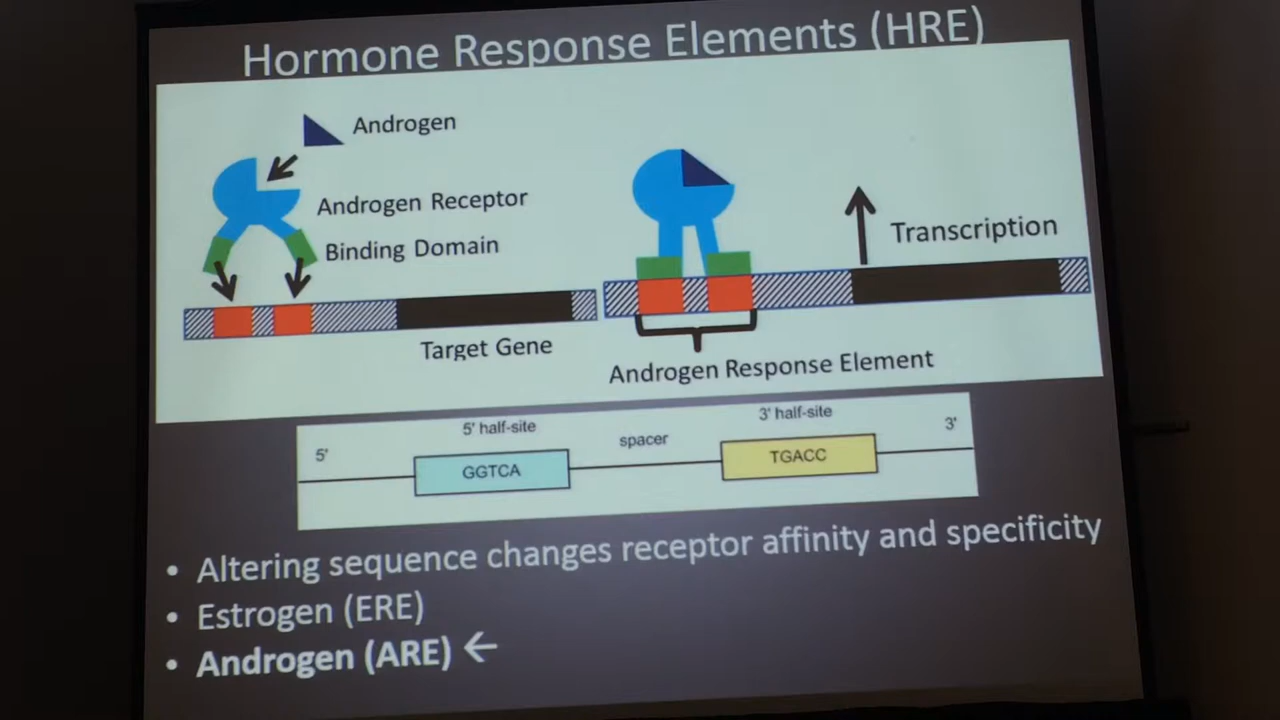 Hormone Response Elements (HRE)
Androgen
Androgen Receptor
Binding Domain
Target Gene
Transcription
Androgen Response Element
5' half-site
3' half-site
5'
spacer
3'
GGTCA
TGACC
• Altering sequence changes receptor affinity and specificity
• Estrogen (ERE)
• Androgen (ARE) ←